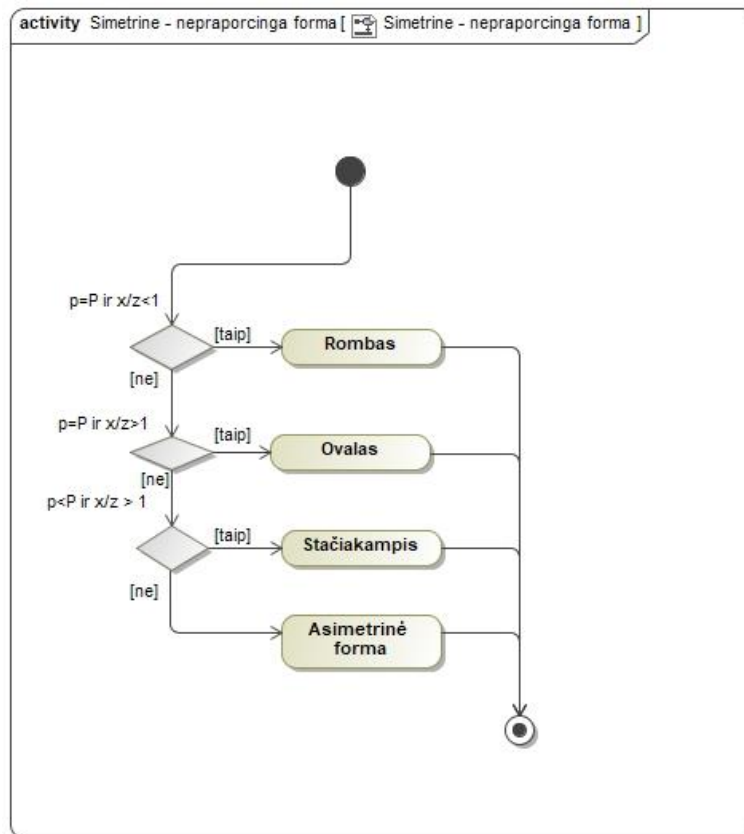 activity Simetrine - nepraporcinga forma [ Simetrine - nepraporcinga forma ]
p=P ir x/z<1
[taip]
Rombas
[ne]
p=P ir x/z>1
[taip]
Ovalas
[ne]
p<P ir x/z > 1
[taip]
Stačiakampis
[ne]
Asimetrinė
forma